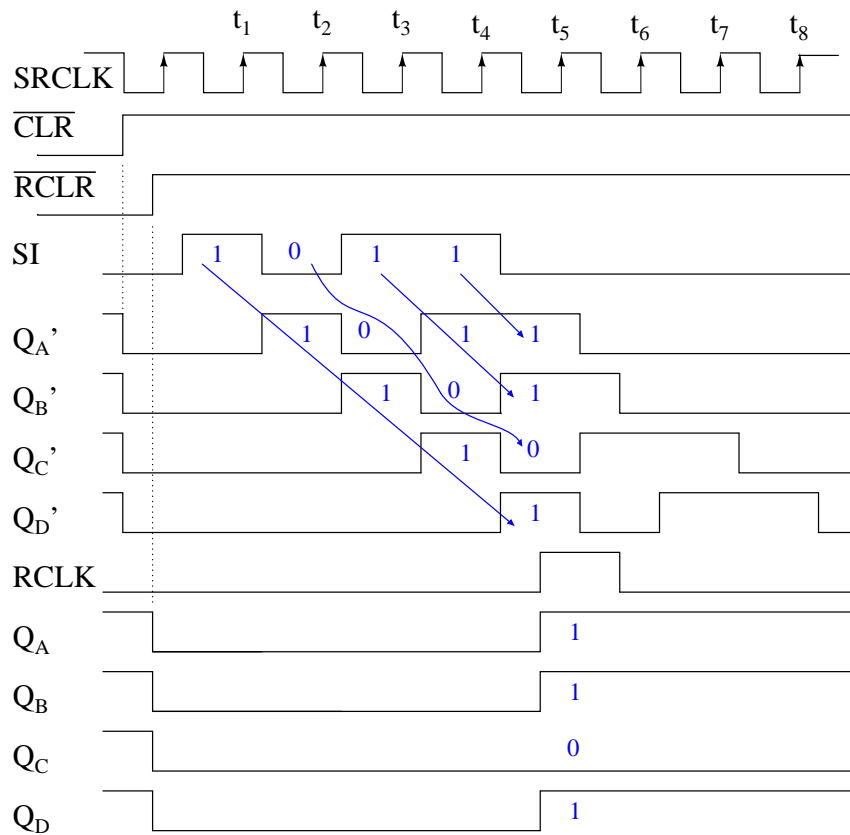 t1 t2 t3 t4 t5 t6 t7 t8
SRCLK
CLR
RCLR
SI 1 0 1 1
QA’ 1 0 1 1
QB’ 1 0 1
QC’ 1 0
QD’ 1
RCLK
QA 1
QB 1
QC 0
QD 1